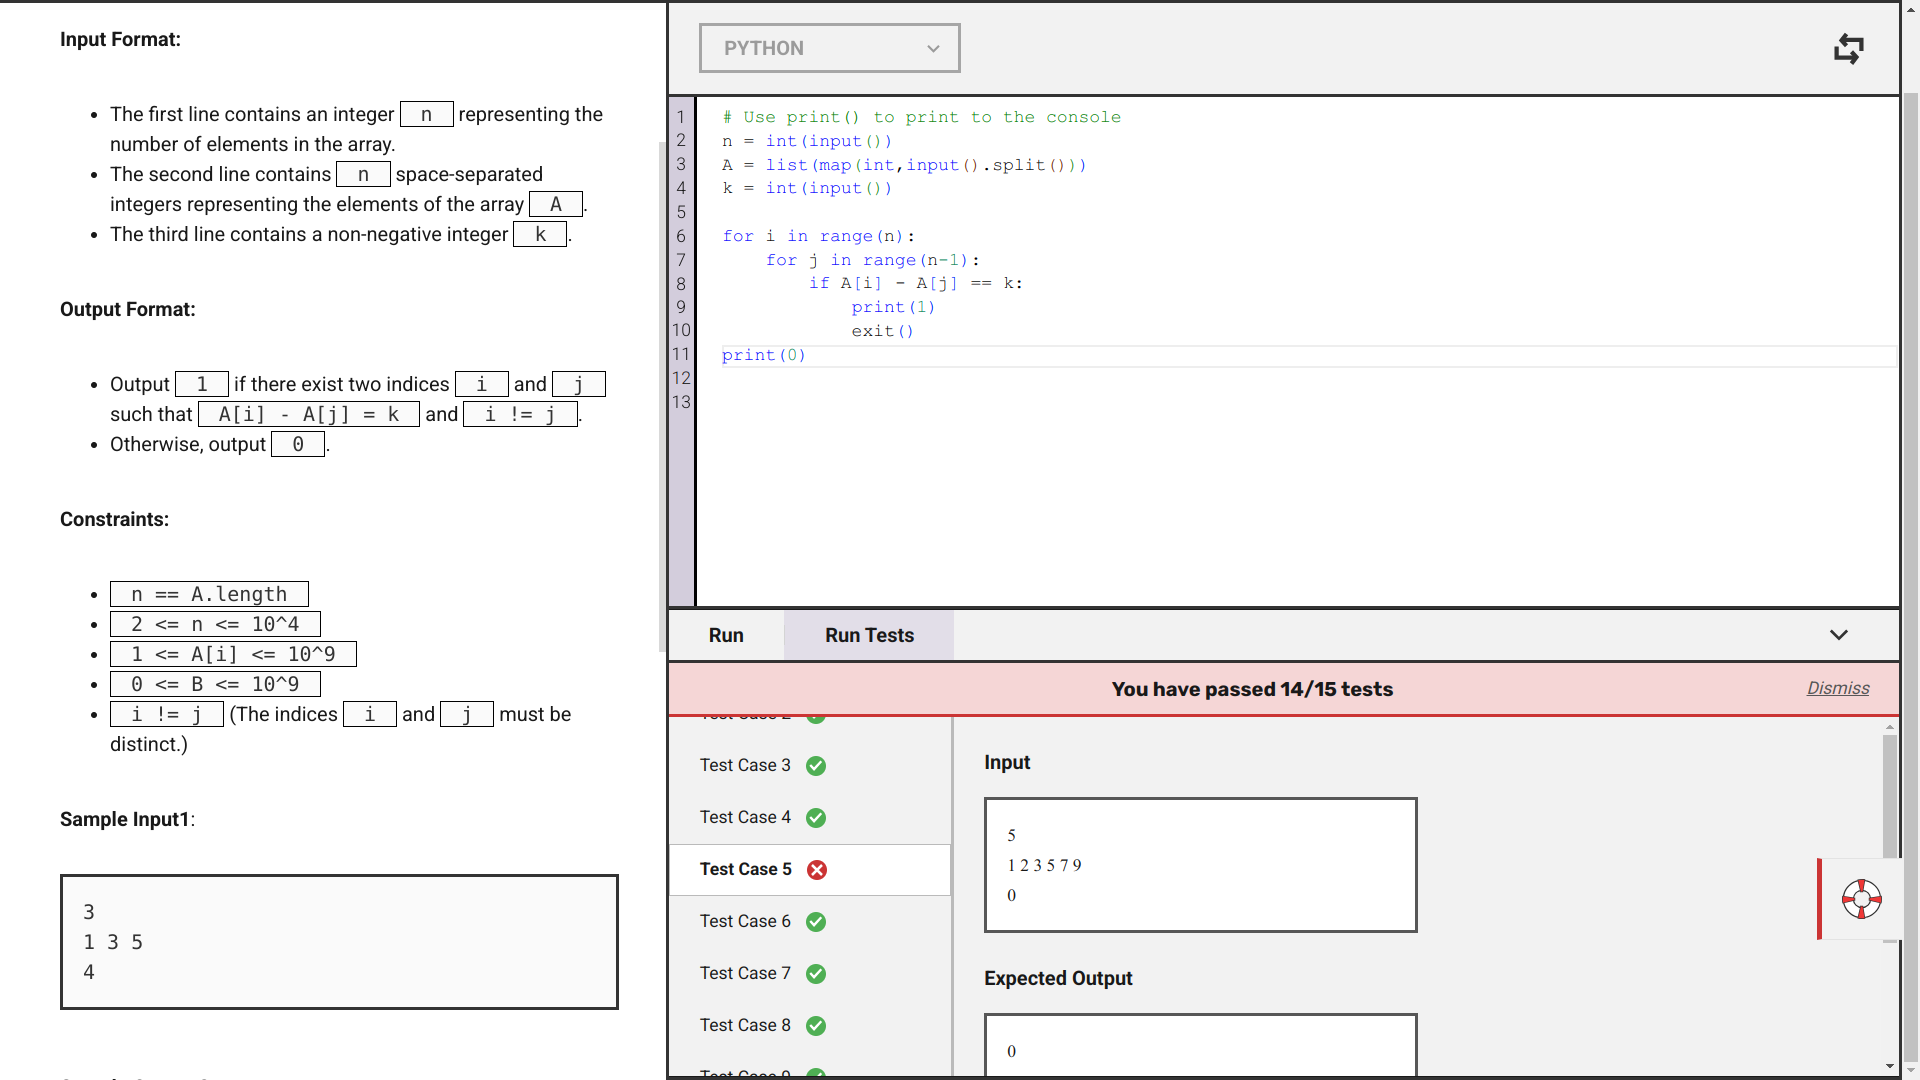 Input Format:
The first line contains an integer n representing the
number of elements in the array.
The second line contains n space-separated
integers representing the elements of the array A.
The third line contains a non-negative integer k.
Output Format:
Output 1 if there exist two indices i and j
such that A[i] - A[j] = k and i != j.
Otherwise, output 0.
Constraints:
n == A.length
2 <= n <= 10^4
1 <= A[i] <= 10^9
0 <= B <= 10^9
i != j (The indices i and j must be
distinct.)
Sample Input1:
3
1 3 5
4
PYTHON
1 # Use print() to print to the console
2 n = int(input())
3 A = list(map(int,input().split()))
4 k = int(input())
5
6 for i in range(n):
7 for j in range(n-1):
8 if A[i] - A[j] == k:
9 print(1)
10 exit()
11 print(0)
12
13
Run
Run Tests
You have passed 14/15 tests
Dismiss
Test Case 3
Test Case 4
Test Case 5
Test Case 6
Test Case 7
Test Case 8
Input
5
1 2 3 5 7 9
0
Expected Output
0